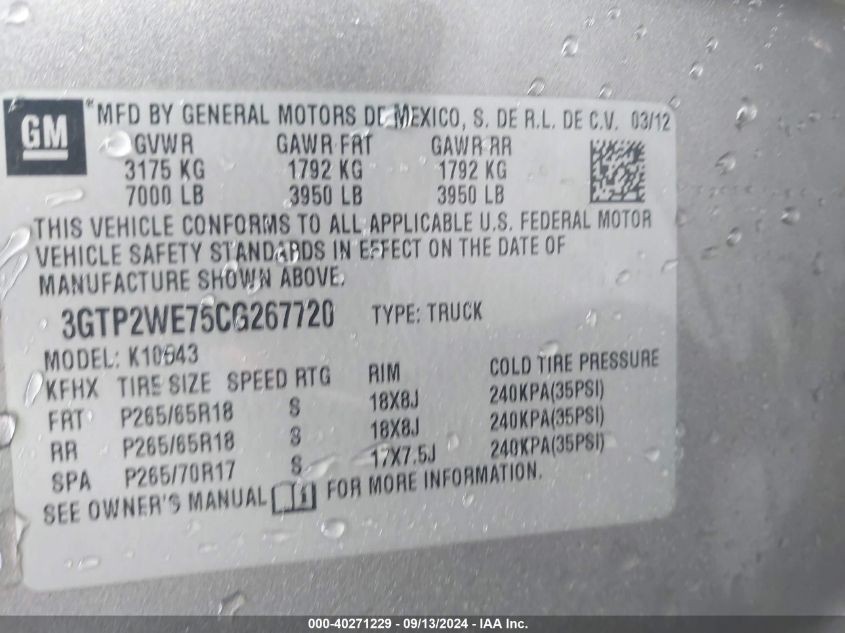 GM
*MFD BY GENERAL MOTORS DE MEXICO, S. DE R.L. DE C.V. 03/12
GVWR GAWR FRT GAWR RR
3175 KG 1792 KG 1792 KG
7000 LB 3950 LB 3950 LB
THIS VEHICLE CONFORMS TO ALL APPLICABLE U.S. FEDERAL MOTOR
VEHICLE SAFETY STANDARDS IN EFFECT ON THE DATE OF
MANUFACTURE SHOWN ABOVE.
3GTP2WE75CG267720 TYPE: TRUCK
MODEL: K10543
KFHX TIRE SIZE SPEED RTG RIM COLD TIRE PRESSURE
FRT P265/65R18 S 18X8J 240KPA(35PSI)
RR P265/65R18 S 18X8J 240KPA(35PSI)
SPA P265/70R17 S 17X7.5J 240KPA(35PSI)
SEE OWNER'S MANUAL FOR MORE INFORMATION.
000-40271229 - 09/13/2024 - IAA Inc.